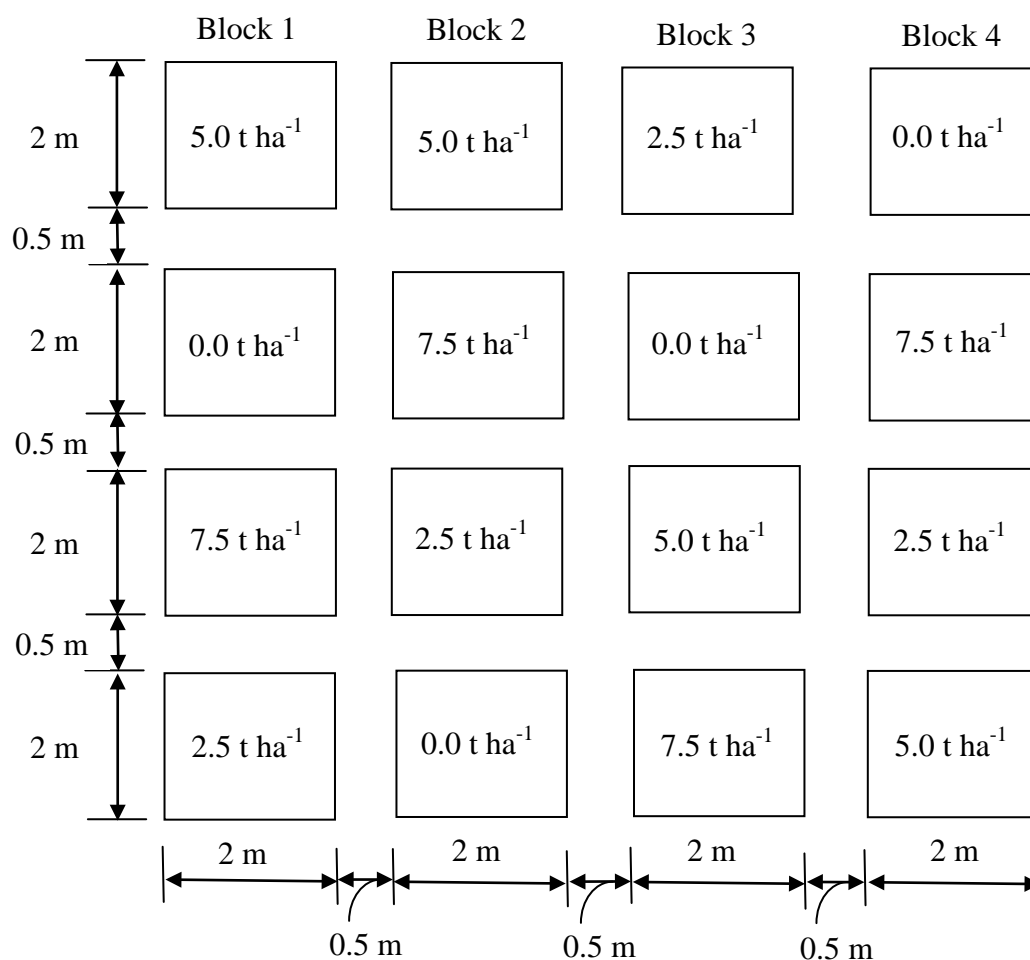 Block 1 Block 2 Block 3 Block 4
2 m 5.0 t ha⁻¹ 5.0 t ha⁻¹ 2.5 t ha⁻¹ 0.0 t ha⁻¹
0.5 m
2 m 0.0 t ha⁻¹ 7.5 t ha⁻¹ 0.0 t ha⁻¹ 7.5 t ha⁻¹
0.5 m
2 m 7.5 t ha⁻¹ 2.5 t ha⁻¹ 5.0 t ha⁻¹ 2.5 t ha⁻¹
0.5 m
2 m 2.5 t ha⁻¹ 0.0 t ha⁻¹ 7.5 t ha⁻¹ 5.0 t ha⁻¹
2 m 2 m 2 m 2 m
0.5 m 0.5 m 0.5 m